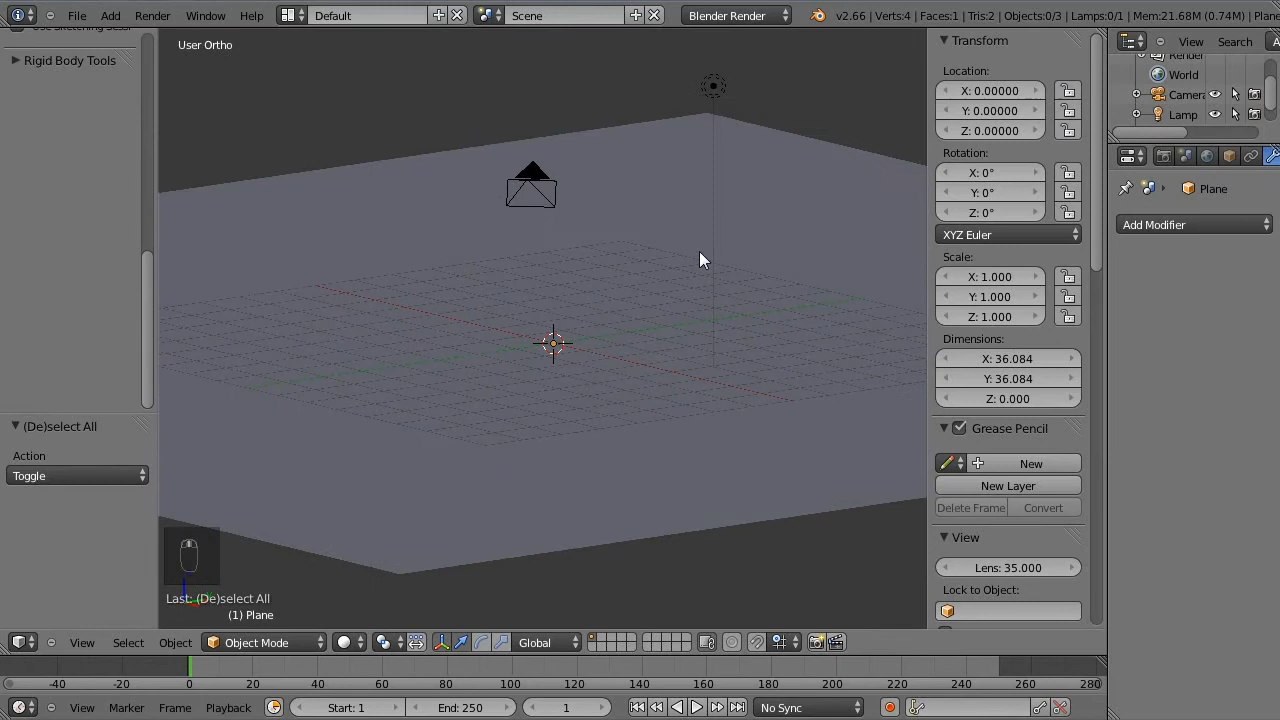 File Add Render Window Help Default Scene Blender Render v2.66 | Verts:4 | Faces:1 | Tris:2 | Objects:0/3 | Lamps:0/1 | Mem:21.68M (0.74M) | Plane
Rigid Body Tools
(De)select All
Action
Toggle
User Ortho
Last: (De)select All
(1) Plane
Transform
Location:
X: 0.00000
Y: 0.00000
Z: 0.00000
Rotation:
X: 0°
Y: 0°
Z: 0°
XYZ Euler
Scale:
X: 1.000
Y: 1.000
Z: 1.000
Dimensions:
X: 36.084
Y: 36.084
Z: 0.000
Grease Pencil
New
New Layer
Delete Frame Convert
View
Lens: 35.000
Lock to Object:
View Search
Render
World
Camera
Lamp
Plane
Add Modifier
View Select Object Object Mode Global
-40 -20 0 20 40 60 80 100 120 140 160 180 200 220 240 260 280
View Marker Frame Playback Start: 1 End: 250 1 No Sync